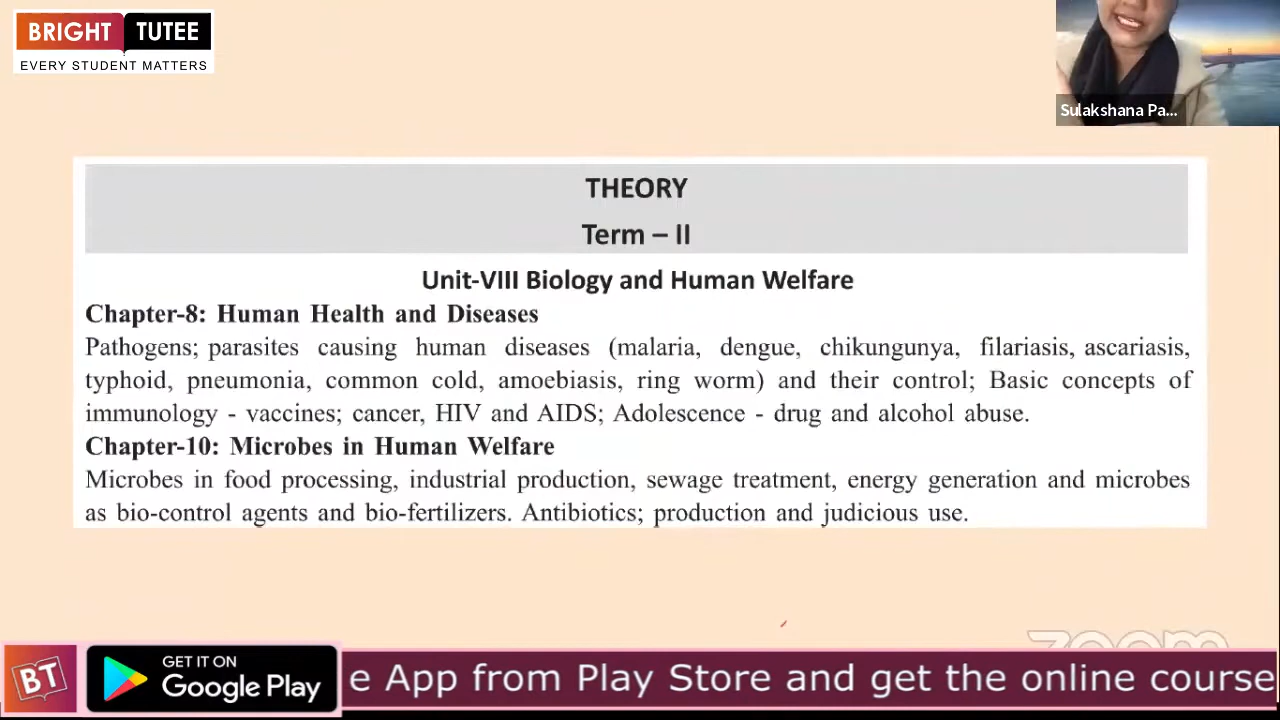 BRIGHT TUTEE
EVERY STUDENT MATTERS
Sulakshana Pa...
THEORY
Term – II
Unit-VIII Biology and Human Welfare
Chapter-8: Human Health and Diseases
Pathogens; parasites causing human diseases (malaria, dengue, chikungunya, filariasis, ascariasis,
typhoid, pneumonia, common cold, amoebiasis, ring worm) and their control; Basic concepts of
immunology - vaccines; cancer, HIV and AIDS; Adolescence - drug and alcohol abuse.
Chapter-10: Microbes in Human Welfare
Microbes in food processing, industrial production, sewage treatment, energy generation and microbes
as bio-control agents and bio-fertilizers. Antibiotics; production and judicious use.
zoom
BT
GET IT ON
Google Play
e App from Play Store and get the online course